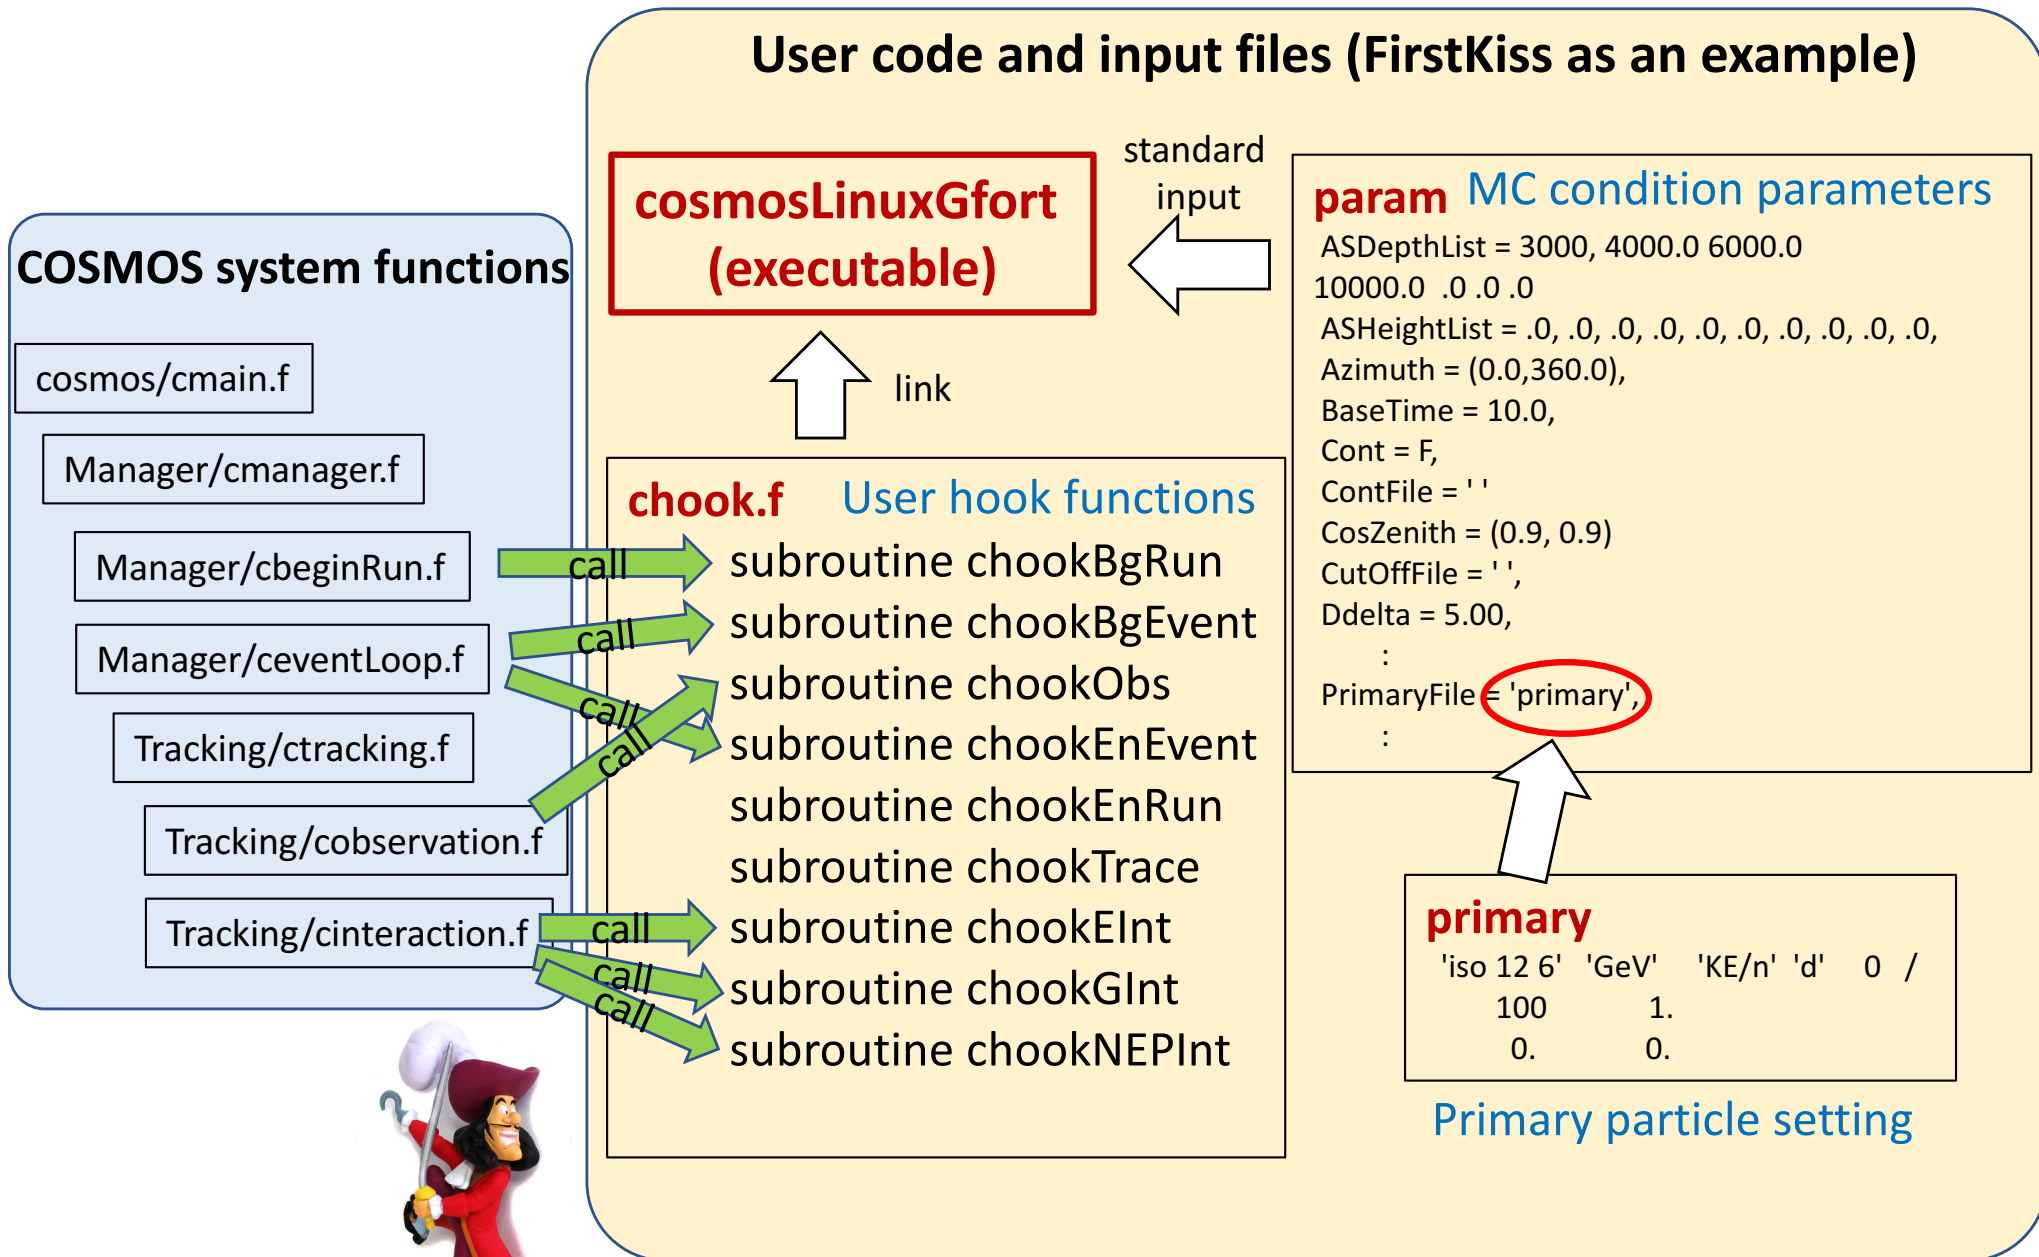 User code and input files (FirstKiss as an example)
COSMOS system functions
cosmos/cmain.f
Manager/cmanager.f
Manager/cbeginRun.f
Manager/ceventLoop.f
Tracking/ctracking.f
Tracking/cobservation.f
Tracking/cinteraction.f
cosmosLinuxGfort
(executable)
standard
input
link
chook.f User hook functions
call
subroutine chookBgRun
call
subroutine chookBgEvent
call
subroutine chookObs
call
subroutine chookEnEvent
subroutine chookEnRun
subroutine chookTrace
call
subroutine chookEInt
call
subroutine chookGInt
call
subroutine chookNEPInt
param MC condition parameters
ASDepthList = 3000, 4000.0 6000.0
10000.0 .0 .0 .0
ASHeightList = .0, .0, .0, .0, .0, .0, .0, .0, .0, .0,
Azimuth = (0.0,360.0),
BaseTime = 10.0,
Cont = F,
ContFile = ' '
CosZenith = (0.9, 0.9)
CutOffFile = ' ',
Ddelta = 5.00,
:
PrimaryFile = 'primary',
:
primary
'iso 12 6' 'GeV' 'KE/n' 'd' 0 /
100 1.
0. 0.
Primary particle setting